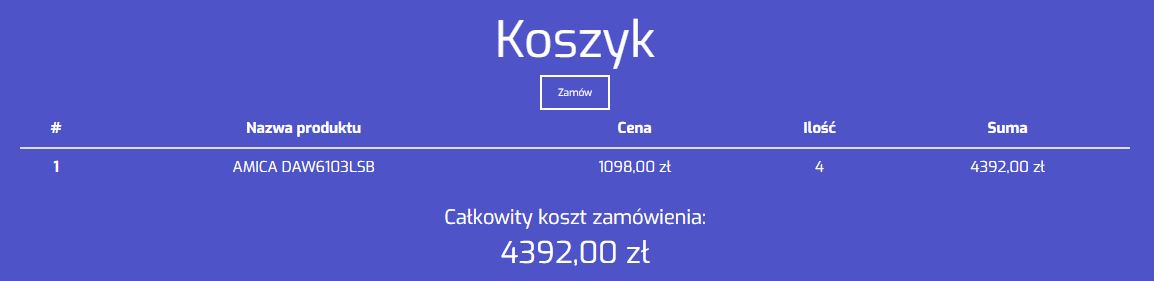 Koszyk
Zamów
# Nazwa produktu Cena Ilość Suma
1 AMICA DAW6103LSB 1098,00 zł 4 4392,00 zł
Całkowity koszt zamówienia:
4392,00 zł